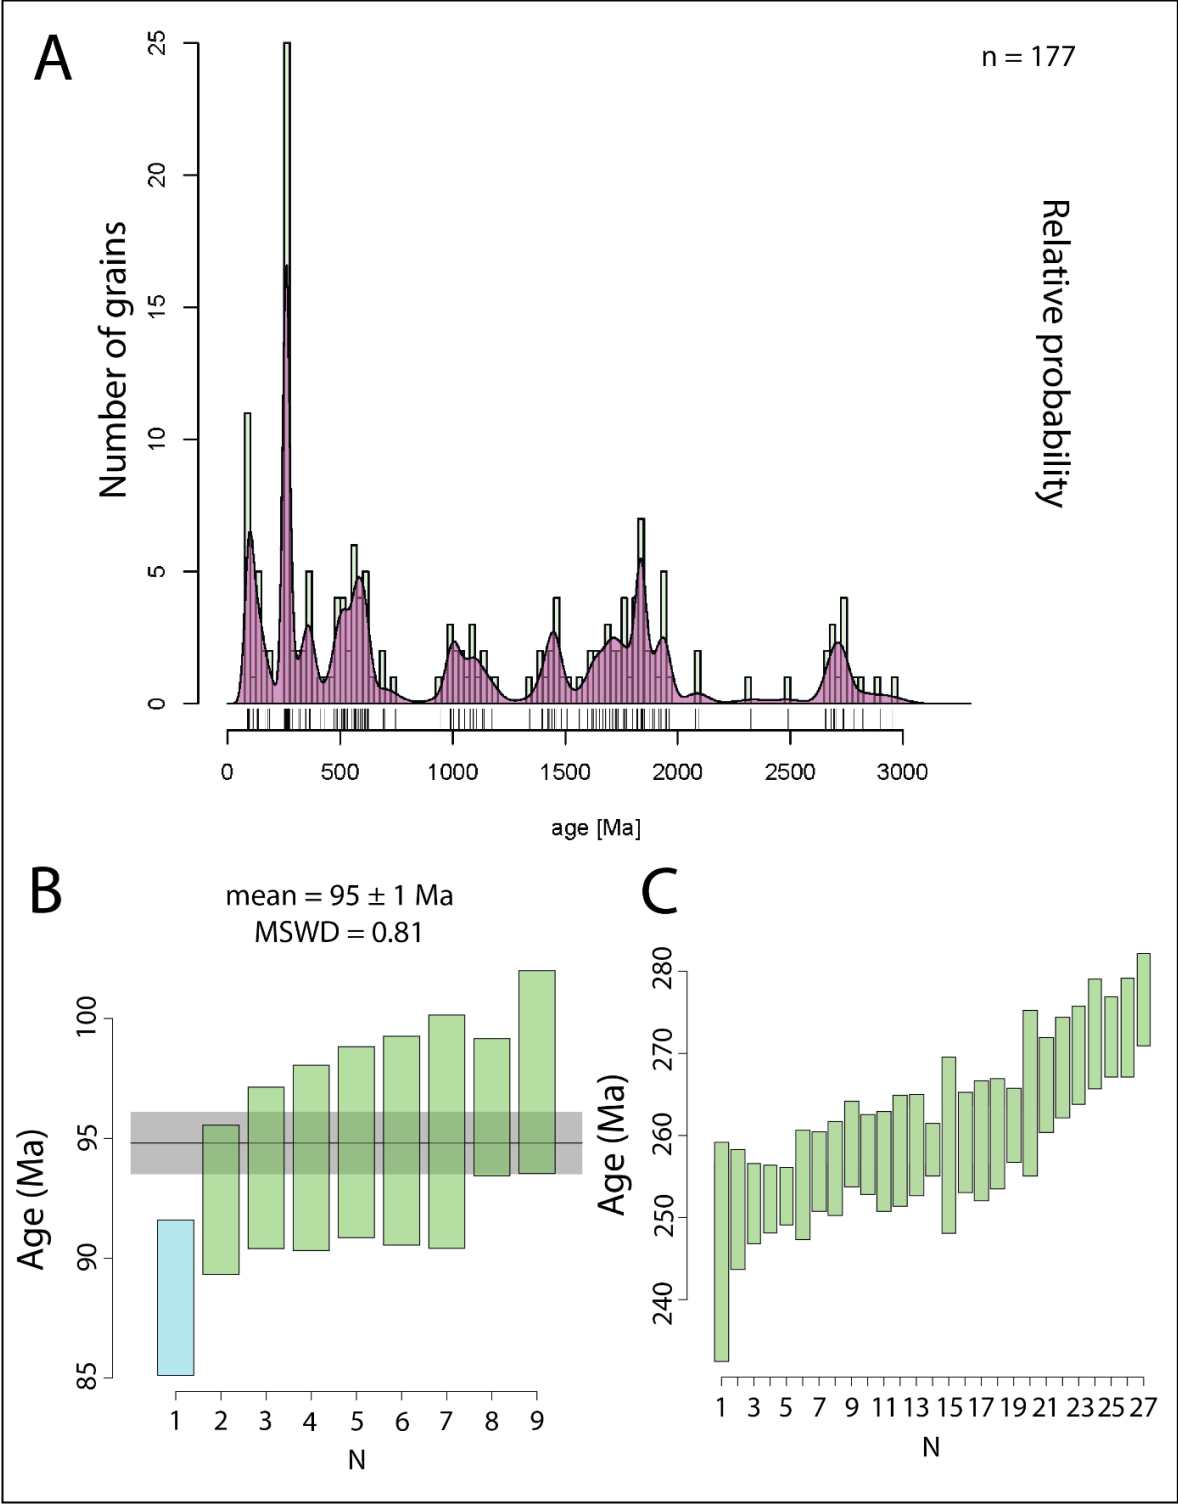 A
n = 177
Number of grains
25
20
15
10
5
0
Relative probability
0 500 1000 1500 2000 2500 3000
age [Ma]
B
mean = 95 ± 1 Ma
MSWD = 0.81
Age (Ma)
100
95
90
85
1 2 3 4 5 6 7 8 9
N
C
Age (Ma)
280
270
260
250
240
1 3 5 7 9 11 13 15 17 19 21 23 25 27
N